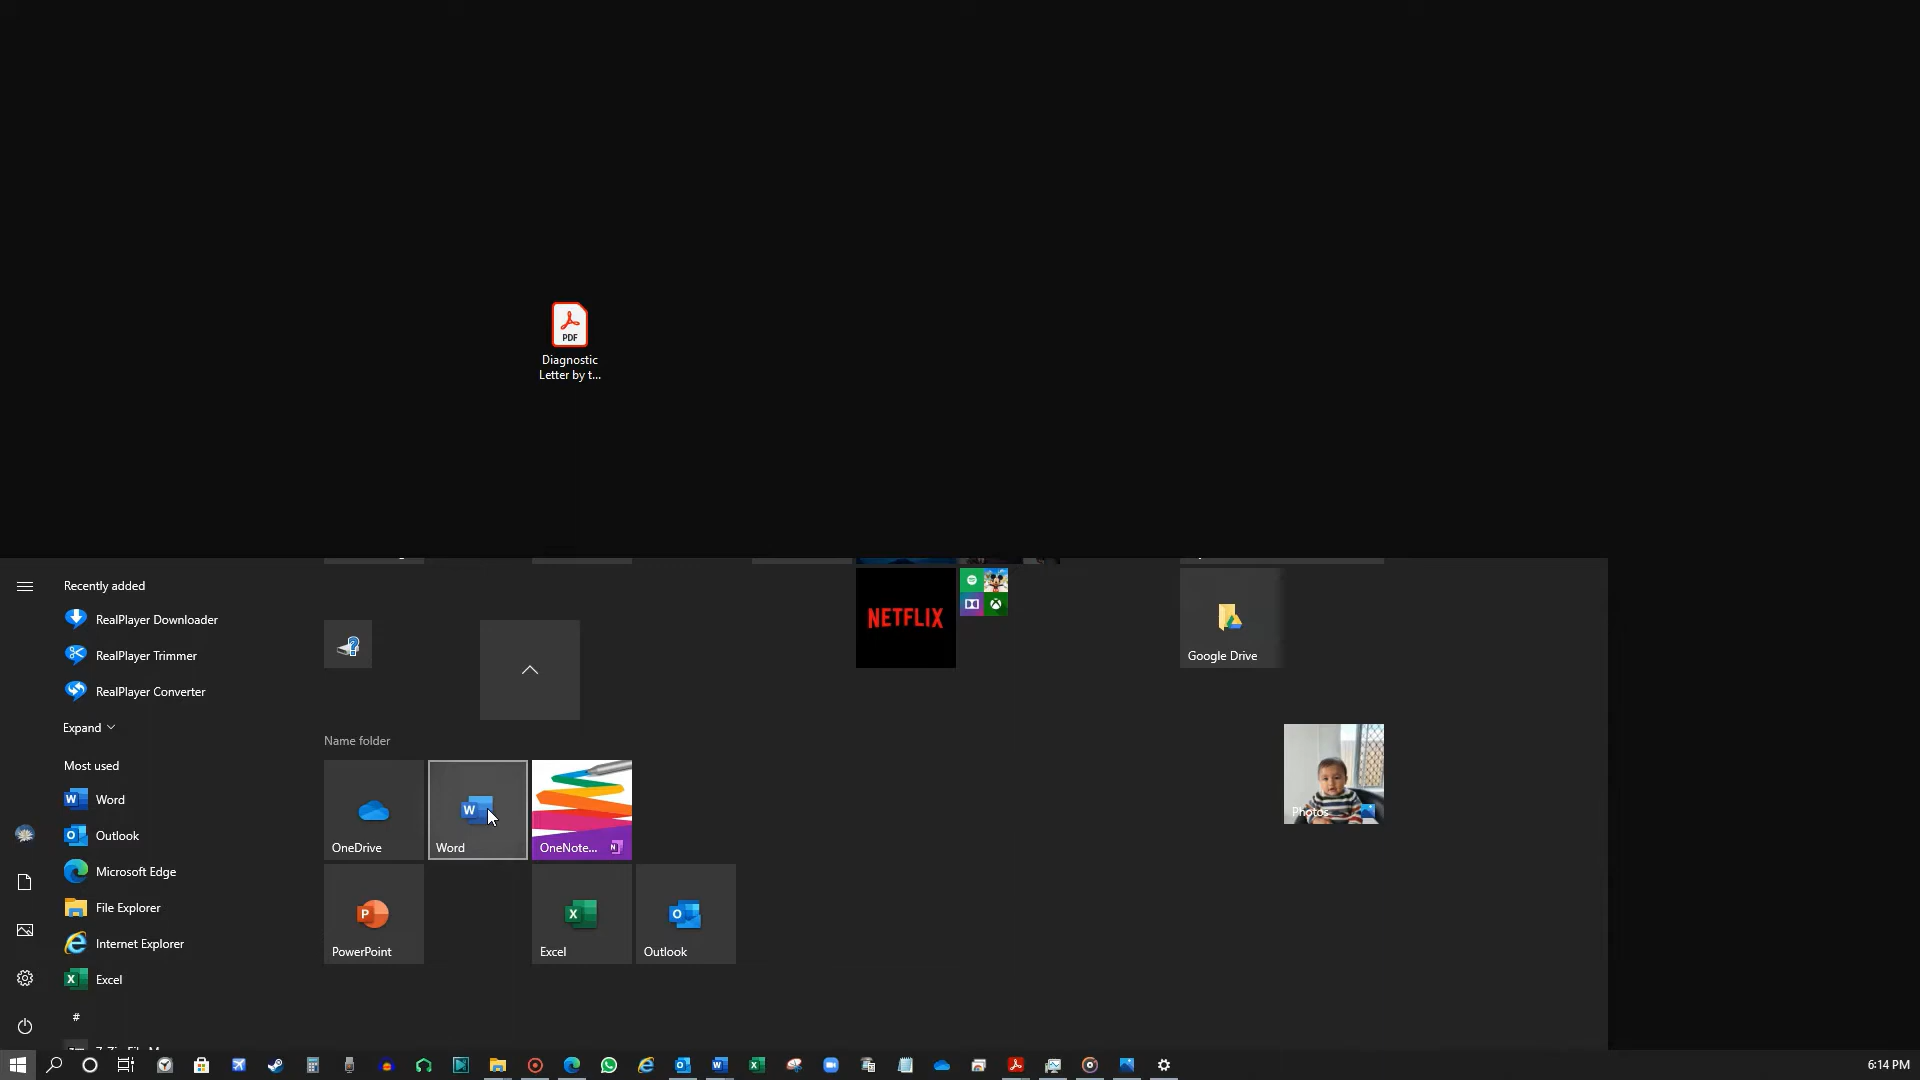 PDF
Diagnostic
Letter by t...
Recently added
RealPlayer Downloader
RealPlayer Trimmer
RealPlayer Converter
Expand
Most used
Word
Outlook
Microsoft Edge
File Explorer
Internet Explorer
Excel
#
NETFLIX
Google Drive
Name folder
OneDrive
Word
OneNote...
PowerPoint
Excel
Outlook
Photos
6:14 PM